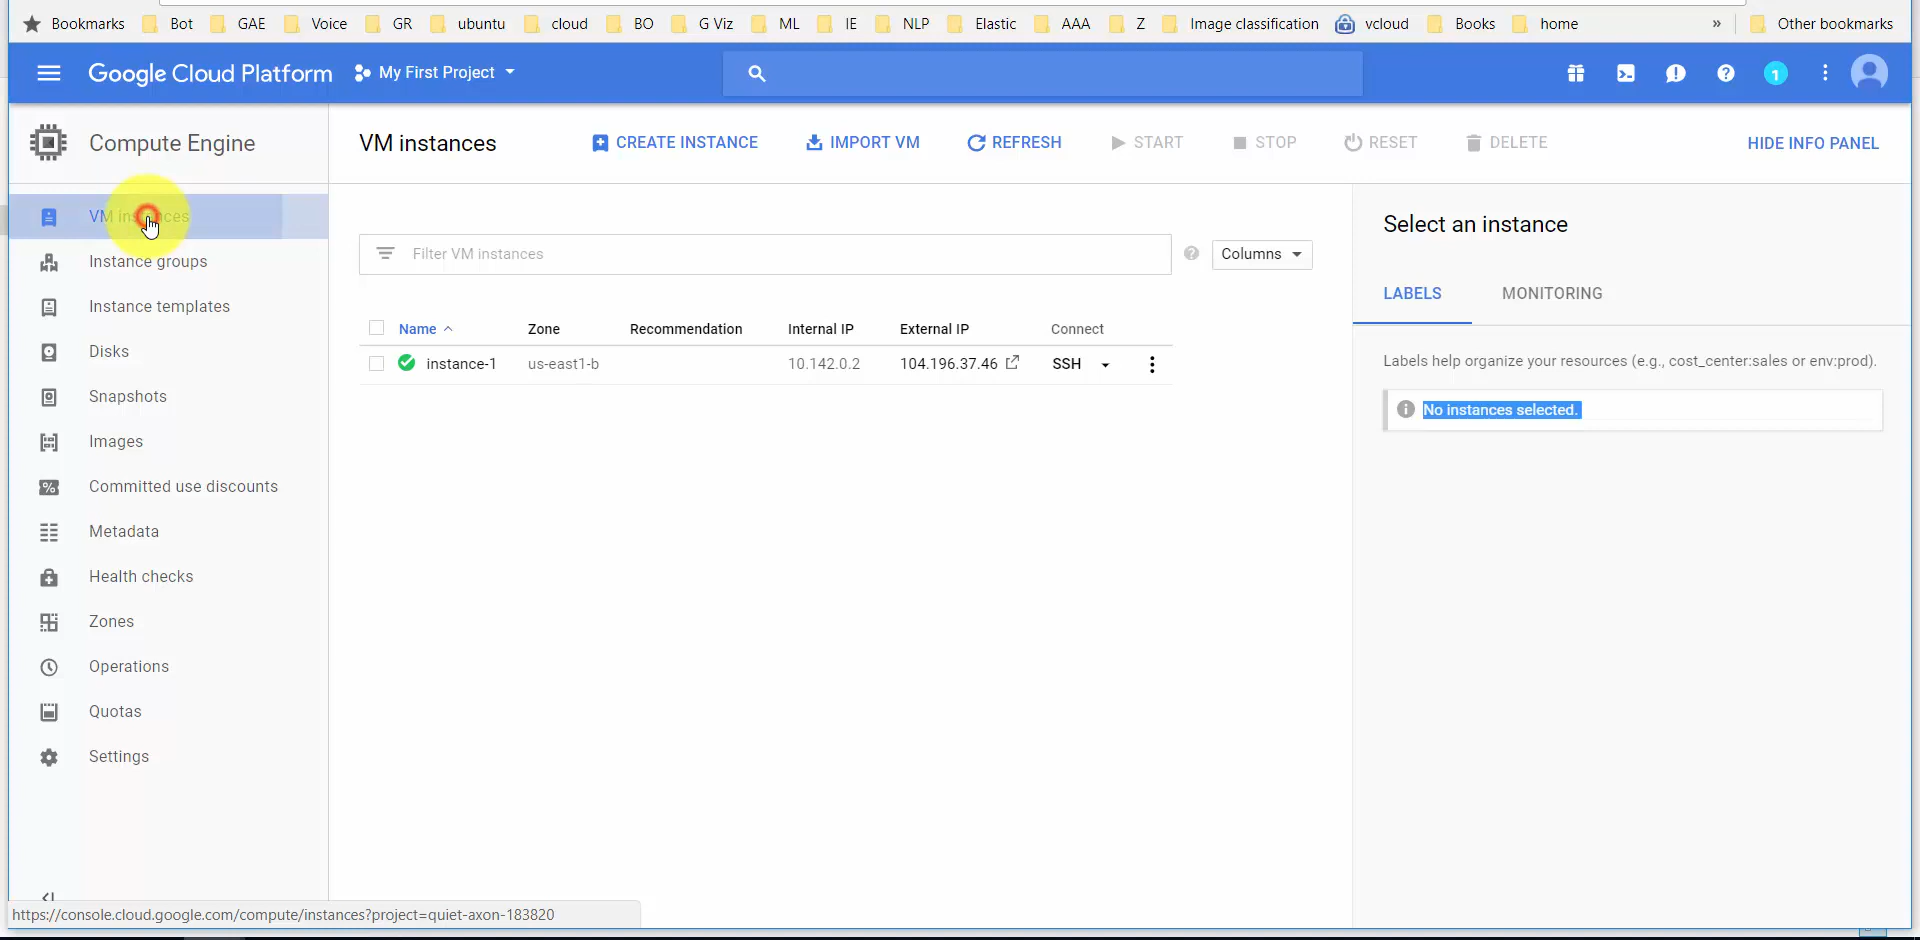 Bookmarks Bot GAE Voice GR ubuntu cloud BO G Viz ML IE NLP Elastic AAA Z Image classification vcloud Books home » Other bookmarks
Google Cloud Platform My First Project 1
Compute Engine
VM instances
Instance groups
Instance templates
Disks
Snapshots
Images
Committed use discounts
Metadata
Health checks
Zones
Operations
Quotas
Settings
VM instances CREATE INSTANCE IMPORT VM REFRESH START STOP RESET DELETE HIDE INFO PANEL
Filter VM instances Columns
Name Zone Recommendation Internal IP External IP Connect
instance-1 us-east1-b 10.142.0.2 104.196.37.46 SSH
Select an instance
LABELS MONITORING
Labels help organize your resources (e.g., cost_center:sales or env:prod).
No instances selected.
https://console.cloud.google.com/compute/instances?project=quiet-axon-183820